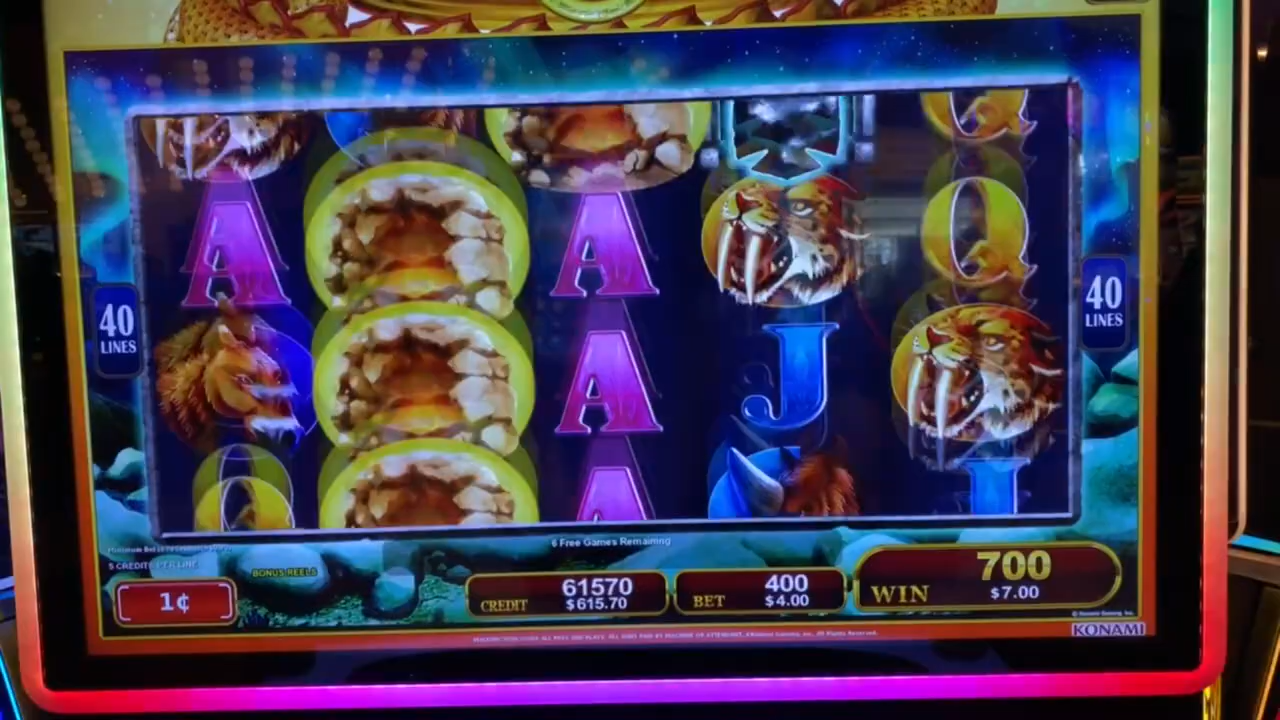 Q
A
A
Q
40
LINES
40
LINES
A
J
Q
A
J
6 Free Games Remaining
5 CREDITS PER LINE
BONUS REELS
1¢
CREDIT
61570
$615.70
BET
400
$4.00
WIN
700
$7.00
KONAMI